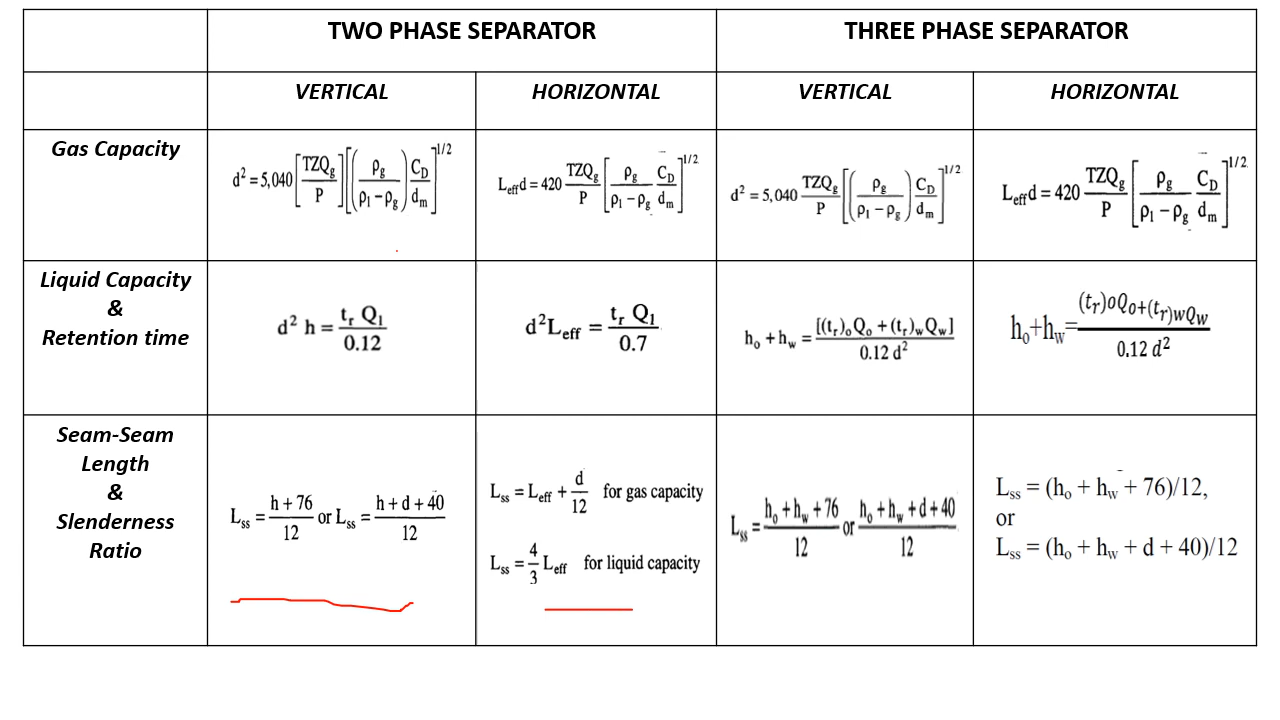 TWO PHASE SEPARATOR THREE PHASE SEPARATOR
VERTICAL HORIZONTAL VERTICAL HORIZONTAL
Gas Capacity
d² = 5,040 [TZQg / P] [(ρg / (ρl − ρg)) CD / dm]^1/2
Leffd = 420 TZQg / P [ρg / (ρl − ρg) CD / dm]^1/2
d² = 5,040 TZQg / P [(ρg / (ρl − ρg)) CD / dm]^1/2
Leffd = 420 TZQg / P [ρg / (ρl − ρg) CD / dm]^1/2
Liquid Capacity
&
Retention time
d² h = tr Ql / 0.12
d²Leff = tr Ql / 0.7
ho + hw = [(tr)oQo + (tr)wQw] / 0.12 d²
ho+hw = (tr)oQo+(tr)wQw / 0.12 d²
Seam-Seam
Length
&
Slenderness
Ratio
Lss = h + 76 / 12 or Lss = h + d + 40 / 12
Lss = Leff + d / 12 for gas capacity
Lss = 4 / 3 Leff for liquid capacity
Lss = ho + hw + 76 / 12 or ho + hw + d + 40 / 12
Lss = (ho + hw + 76)/12,
or
Lss = (ho + hw + d + 40)/12